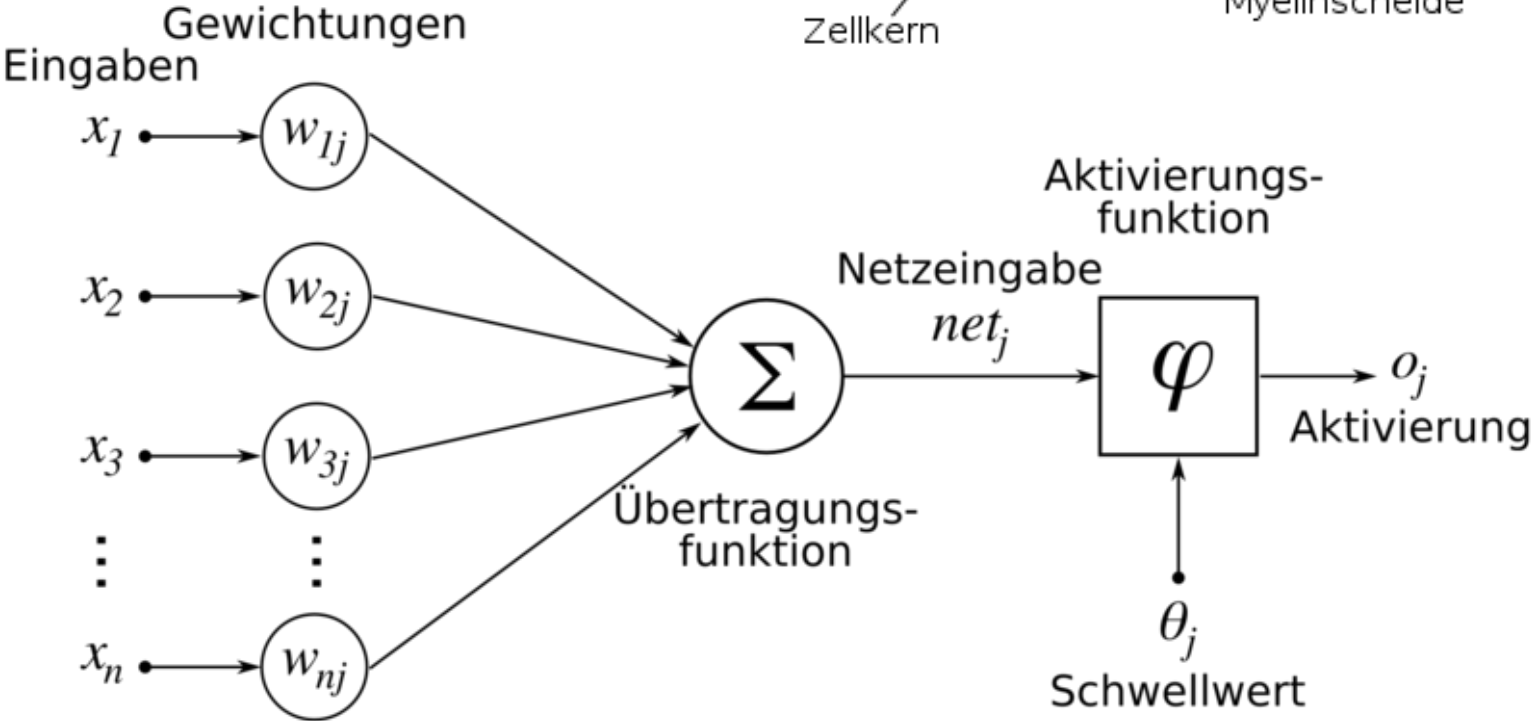 Zellkern
Myelinscheide
Gewichtungen
Eingaben
x1
w1j
x2
w2j
x3
w3j
⋮ ⋮
xn
wnj
Σ
Übertragungs-
funktion
Netzeingabe
netj
Aktivierungs-
funktion
φ
oj
Aktivierung
θj
Schwellwert